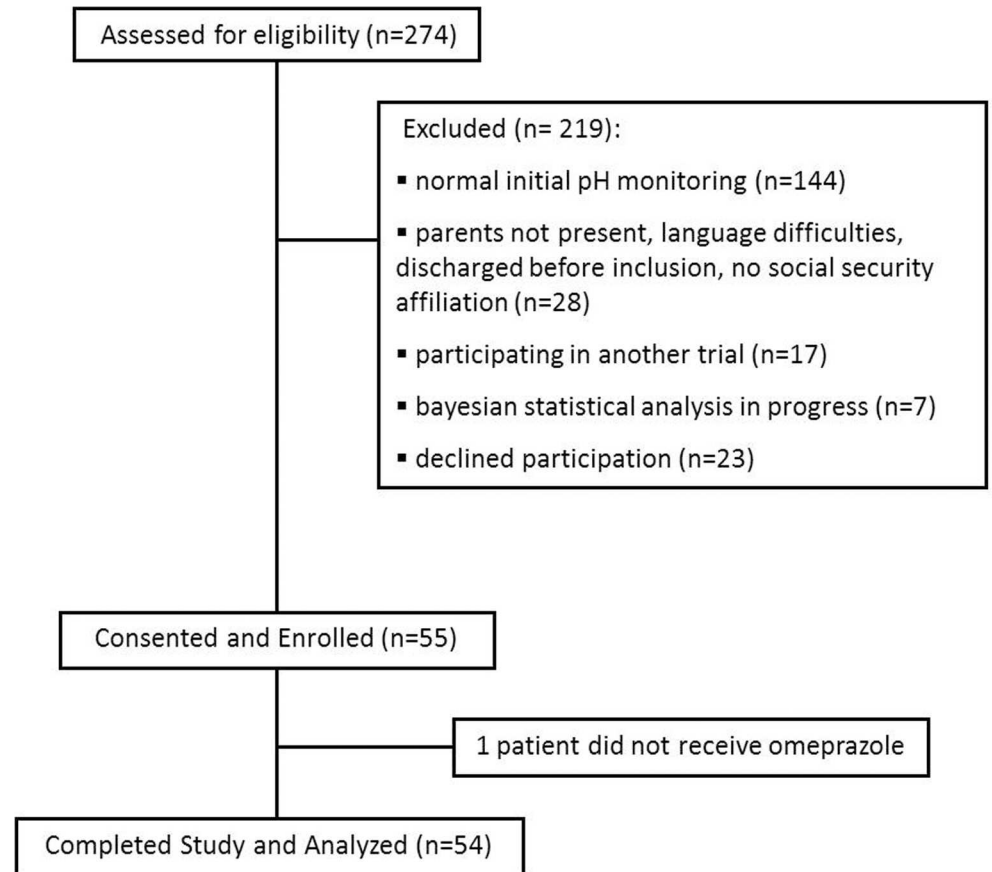 Assessed for eligibility (n=274)
Excluded (n= 219):
▪ normal initial pH monitoring (n=144)
▪ parents not present, language difficulties,
discharged before inclusion, no social security
affiliation (n=28)
▪ participating in another trial (n=17)
▪ bayesian statistical analysis in progress (n=7)
▪ declined participation (n=23)
Consented and Enrolled (n=55)
1 patient did not receive omeprazole
Completed Study and Analyzed (n=54)